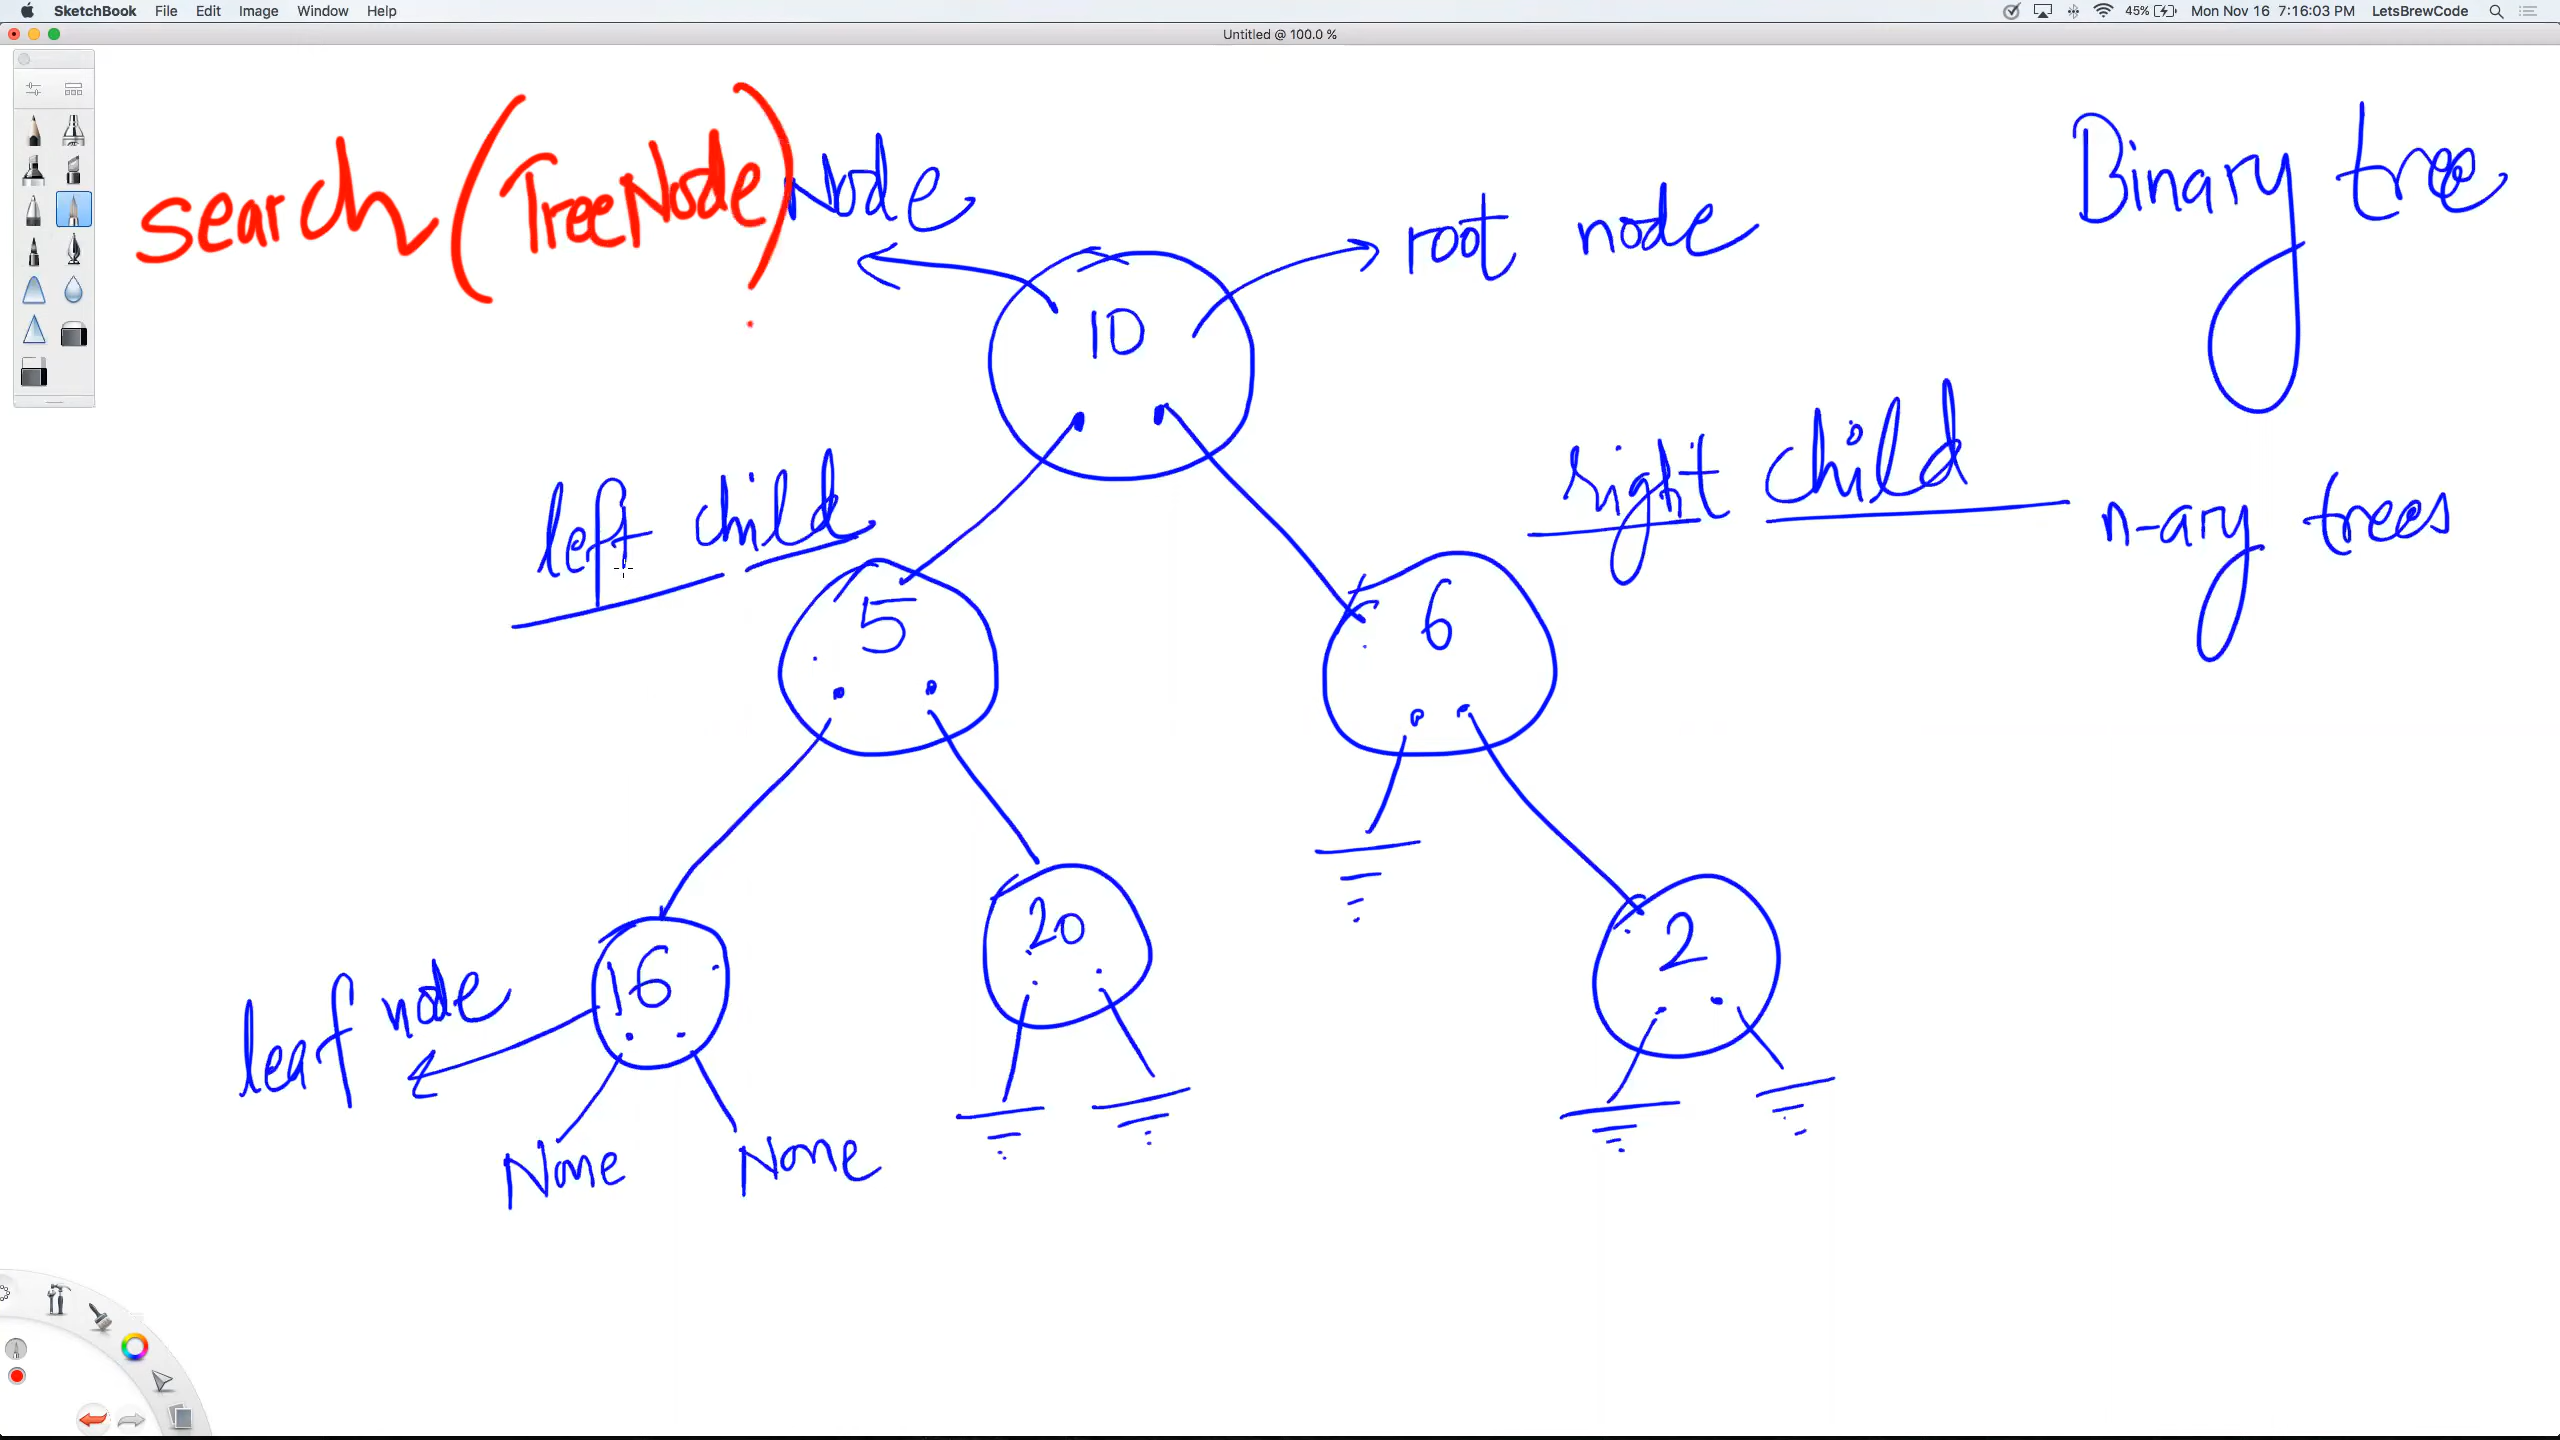 SketchBook File Edit Image Window Help 45% Mon Nov 16 7:16:03 PM LetsBrewCode
Untitled @ 100.0 %
search(TreeNode) Node
root node
Binary tree
10
left child
right child
n-ary trees
5
6
16
20
2
leaf node
None None